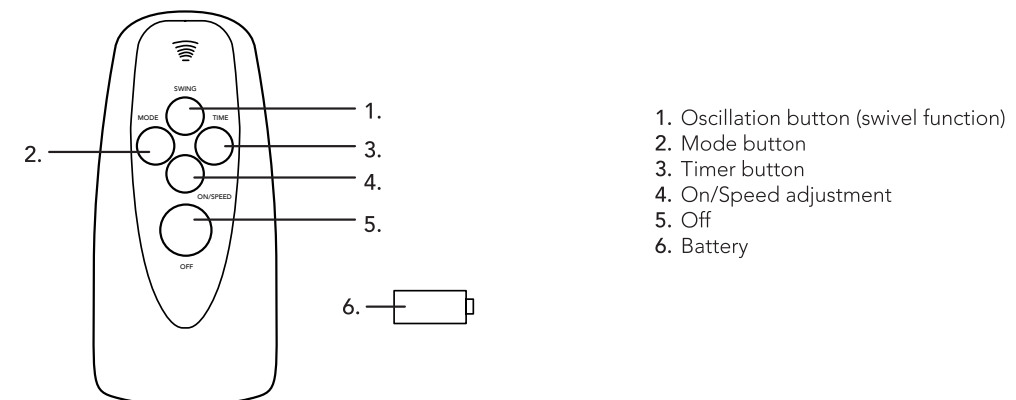 SWING
MODE
TIME
ON/SPEED
OFF
1.
2.
3.
4.
5.
6.
1. Oscillation button (swivel function)
2. Mode button
3. Timer button
4. On/Speed adjustment
5. Off
6. Battery